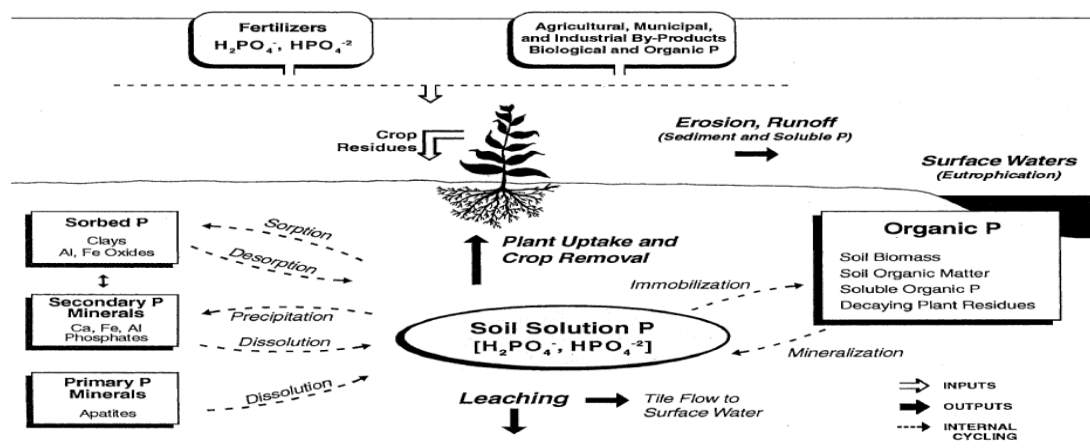 Fertilizers
H₂PO₄⁻, HPO₄⁻²
Agricultural, Municipal,
and Industrial By-Products
Biological and Organic P
Crop
Residues
Erosion, Runoff
(Sediment and Soluble P)
Surface Waters
(Eutrophication)
Sorbed P
Clays
Al, Fe Oxides
Sorption
Desorption
Plant Uptake and
Crop Removal
Organic P
Soil Biomass
Soil Organic Matter
Soluble Organic P
Decaying Plant Residues
Immobilization
Secondary P
Minerals
Ca, Fe, Al
Phosphates
Precipitation
Dissolution
Soil Solution P
[H₂PO₄⁻, HPO₄⁻²]
Mineralization
Primary P
Minerals
Apatites
Dissolution
Leaching
Tile Flow to
Surface Water
INPUTS
OUTPUTS
INTERNAL
CYCLING